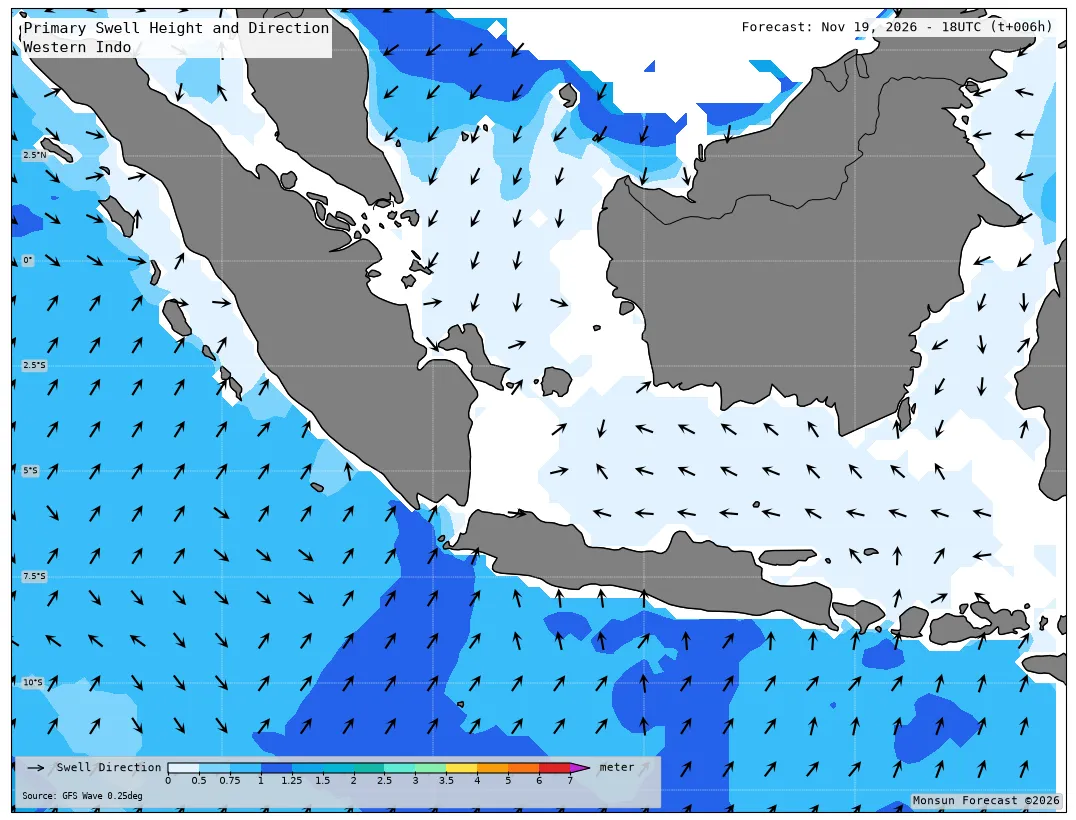 Primary Swell Height and Direction
Western Indo
Forecast: Nov 19, 2026 - 18UTC (t+006h)
2.5°N
0°
2.5°S
5°S
7.5°S
10°S
Swell Direction
0 0.5 0.75 1 1.25 1.5 2 2.5 3 3.5 4 5 6 7
meter
Source: GFS Wave 0.25deg
Monsun Forecast ©2026